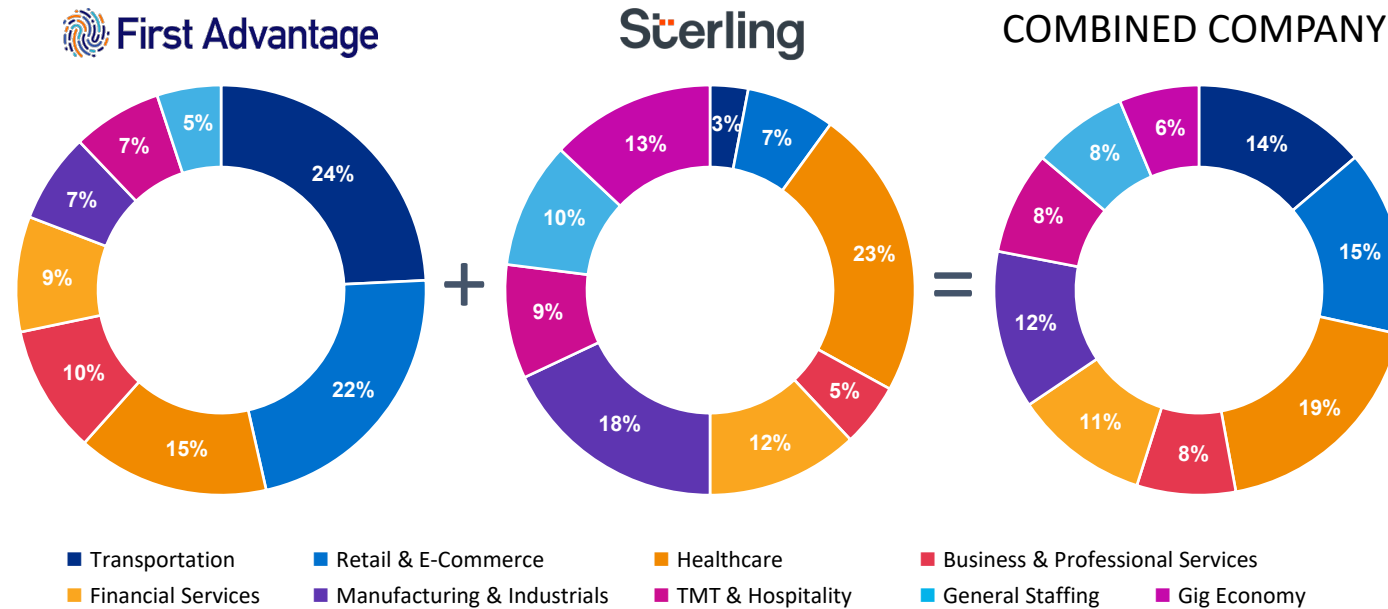 First Advantage
Sterling
COMBINED COMPANY
5%
24%
7%
7%
9%
22%
10%
15%
+
3%
7%
13%
10%
23%
9%
5%
18%
12%
=
6%
14%
8%
8%
15%
12%
11%
19%
8%
Transportation
Retail & E-Commerce
Healthcare
Business & Professional Services
Financial Services
Manufacturing & Industrials
TMT & Hospitality
General Staffing
Gig Economy